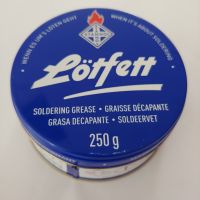 WENN ES UM'S LÖTEN GEHT
WHEN IT'S ABOUT SOLDERING
Lötfett
SOLDERING GREASE • GRAISSE DÉCAPANTE
GRASA DECAPANTE • SOLDEERVET
250 g